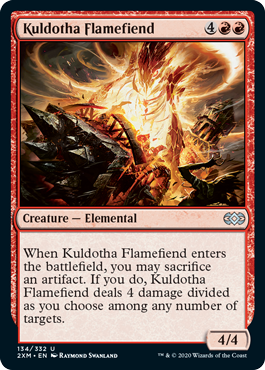 Kuldotha Flamefiend 4
Creature — Elemental
When Kuldotha Flamefiend enters
the battlefield, you may sacrifice
an artifact. If you do, Kuldotha
Flamefiend deals 4 damage divided
as you choose among any number of
targets.
4/4
134/332 U
2XM • EN RAYMOND SWANLAND
™ & © 2020 Wizards of the Coast